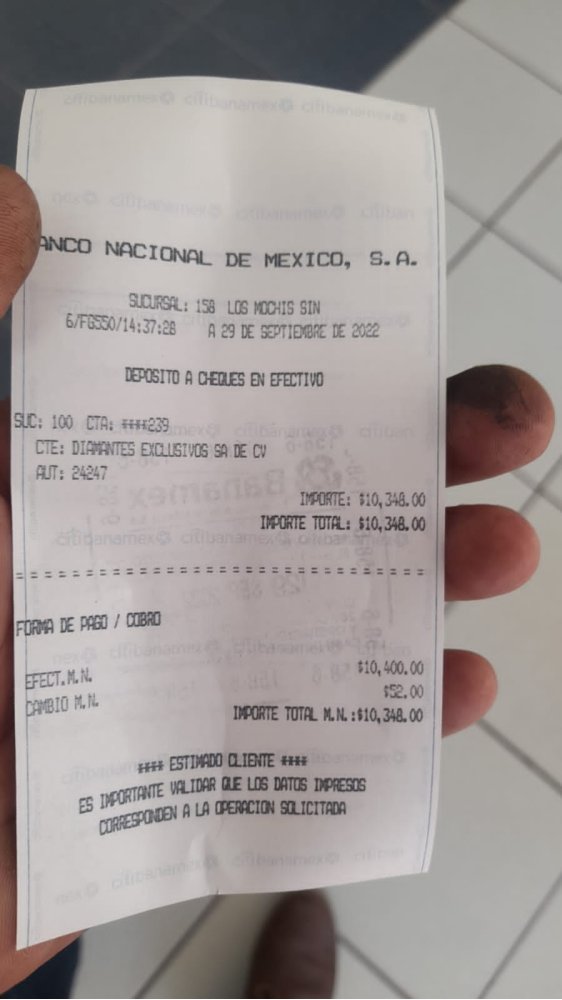 citibanamex citibanamex citibanamex
ANCO NACIONAL DE MEXICO, S.A.
SUCURSAL: 158 LOS MOCHIS SIN
6/FG550/14:37:28 A 29 DE SEPTIEMBRE DE 2022
DEPOSITO A CHEQUES EN EFECTIVO
SUC: 100 CTA: ****239
CTE: DIAMANTES EXCLUSIVOS SA DE CV
AUT: 24247
IMPORTE: $10,348.00
IMPORTE TOTAL: $10,348.00
================================
FORMA DE PAGO / COBRO
EFECT.M.N. $10,400.00
CAMBIO M.N. $52.00
IMPORTE TOTAL M.N.:$10,348.00
**** ESTIMADO CLIENTE ****
ES IMPORTANTE VALIDAR QUE LOS DATOS IMPRESOS
CORRESPONDEN A LA OPERACION SOLICITADA